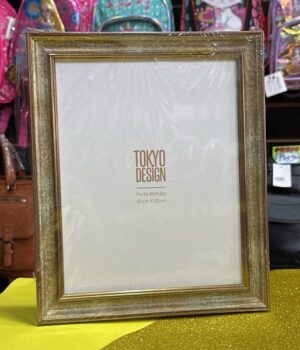 TOKYO
DESIGN
Porta-Retrato
20cm X 25cm